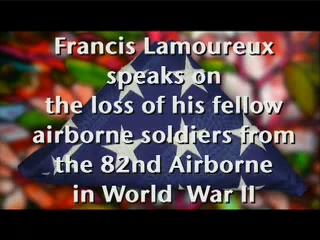 Francis Lamoureux
speaks on
the loss of his fellow
airborne soldiers from
the 82nd Airborne
in World War II